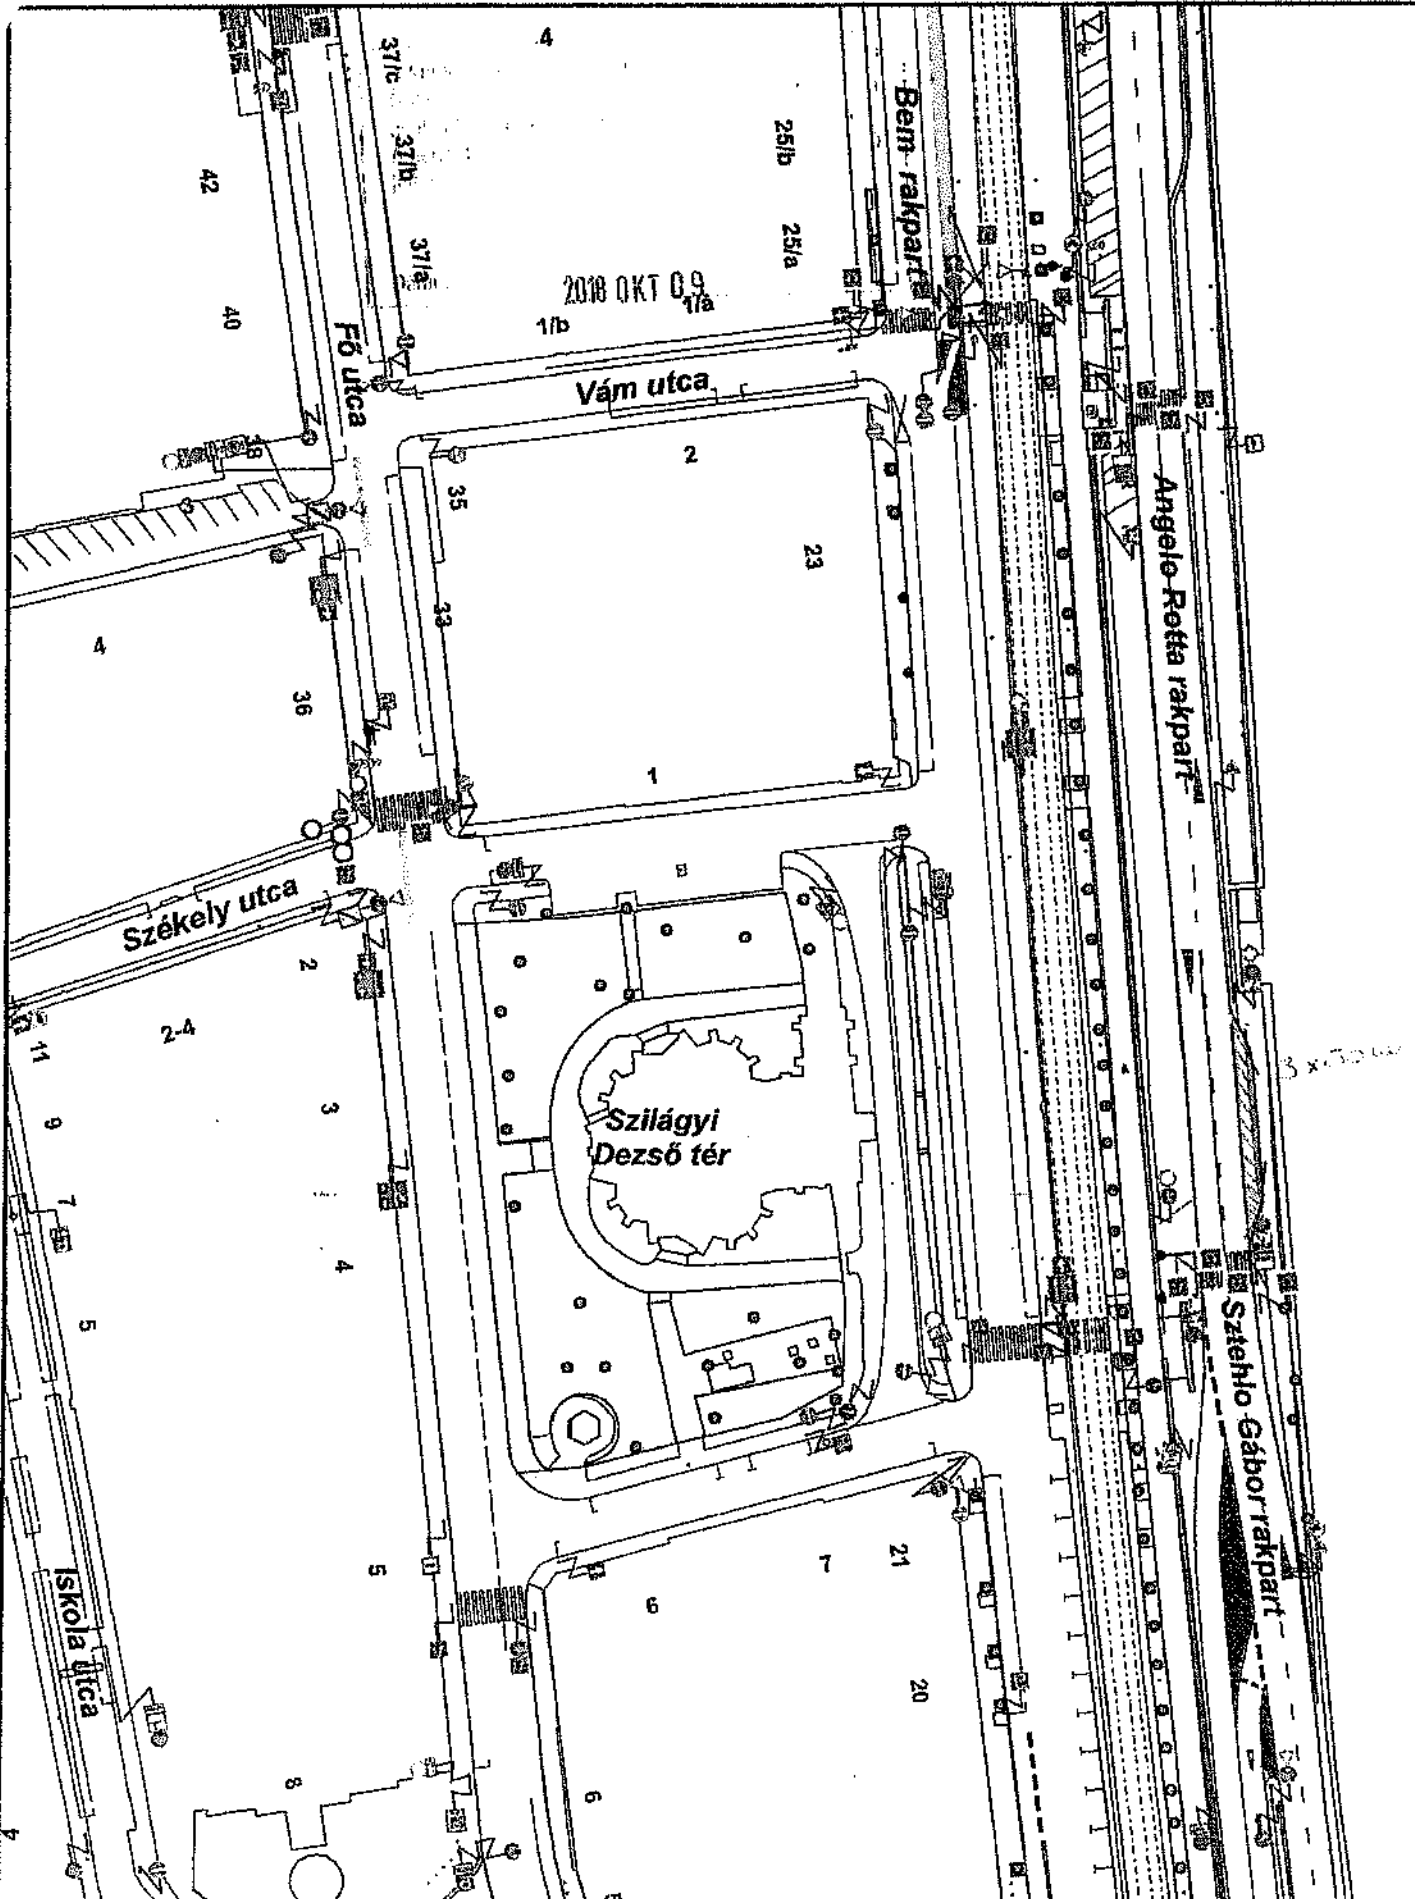 4
37/c
37/b
37/a
25/b
25/a
Bem rakpart
42
40
2018 OKT 09.
1/a
1/b
Fő utca
Vám utca
38
2
35
33
23
Angelo Rotta rakpart
4
36
1
Székely utca
2
2-4
11
9
7
5
3
4
Szilágyi
Dezső tér
Sztehlo Gábor rakpart
5
7
21
6
20
Iskola utca
8
6
4